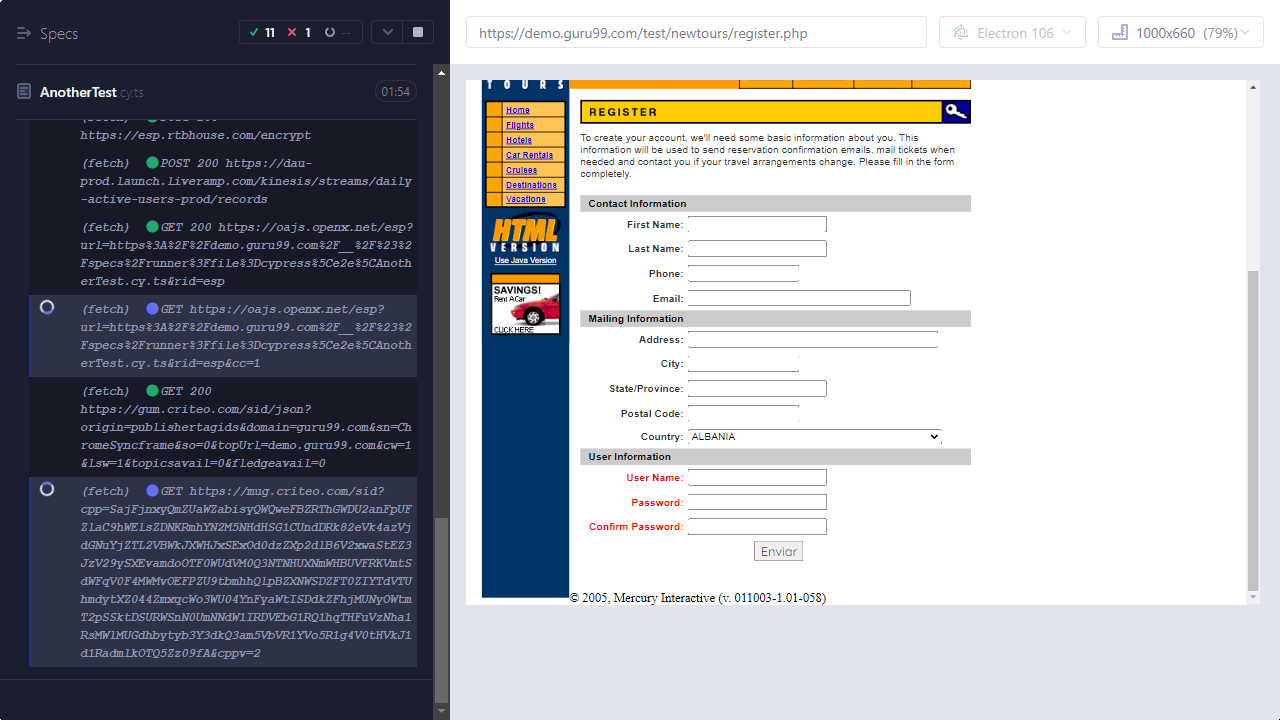 Specs
11
1
--
AnotherTest.cy.ts
01:54
https://esp.rtbhouse.com/encrypt
(fetch) POST 200 https://dau-
prod.launch.liveramp.com/kinesis/streams/daily
-active-users-prod/records
(fetch) GET 200 https://oajs.openx.net/esp?
url=https%3A%2F%2Fdemo.guru99.com%2F__%2F%23%2
Fspecs%2Frunner%3Ffile%3Dcypress%5Ce2e%5CAnoth
erTest.cy.ts&rid=esp
(fetch) GET https://oajs.openx.net/esp?
url=https%3A%2F%2Fdemo.guru99.com%2F__%2F%23%2
Fspecs%2Frunner%3Ffile%3Dcypress%5Ce2e%5CAnoth
erTest.cy.ts&rid=esp&cc=1
(fetch) GET 200
https://gum.criteo.com/sid/json?
origin=publishertagids&domain=guru99.com&sn=Ch
romeSyncframe&so=0&topUrl=demo.guru99.com&cw=1
&lsw=1&topicsavail=0&fledgeavail=0
(fetch) GET https://mug.criteo.com/sid?
&cppv=2
https://demo.guru99.com/test/newtours/register.php
Electron 106
1000x660 (79%)
TOURS
Home
Flights
Hotels
Car Rentals
Cruises
Destinations
Vacations
HTML
VERSION
Use Java Version
SAVINGS!
Rent A Car
CLICK HERE
REGISTER
To create your account, we'll need some basic information about you. This
information will be used to send reservation confirmation emails, mail tickets when
needed and contact you if your travel arrangements change. Please fill in the form
completely.
Contact Information
First Name:
Last Name:
Phone:
Email:
Mailing Information
Address:
City:
State/Province:
Postal Code:
Country: ALBANIA
User Information
User Name:
Password:
Confirm Password:
Enviar
© 2005, Mercury Interactive (v. 011003-1.01-058)